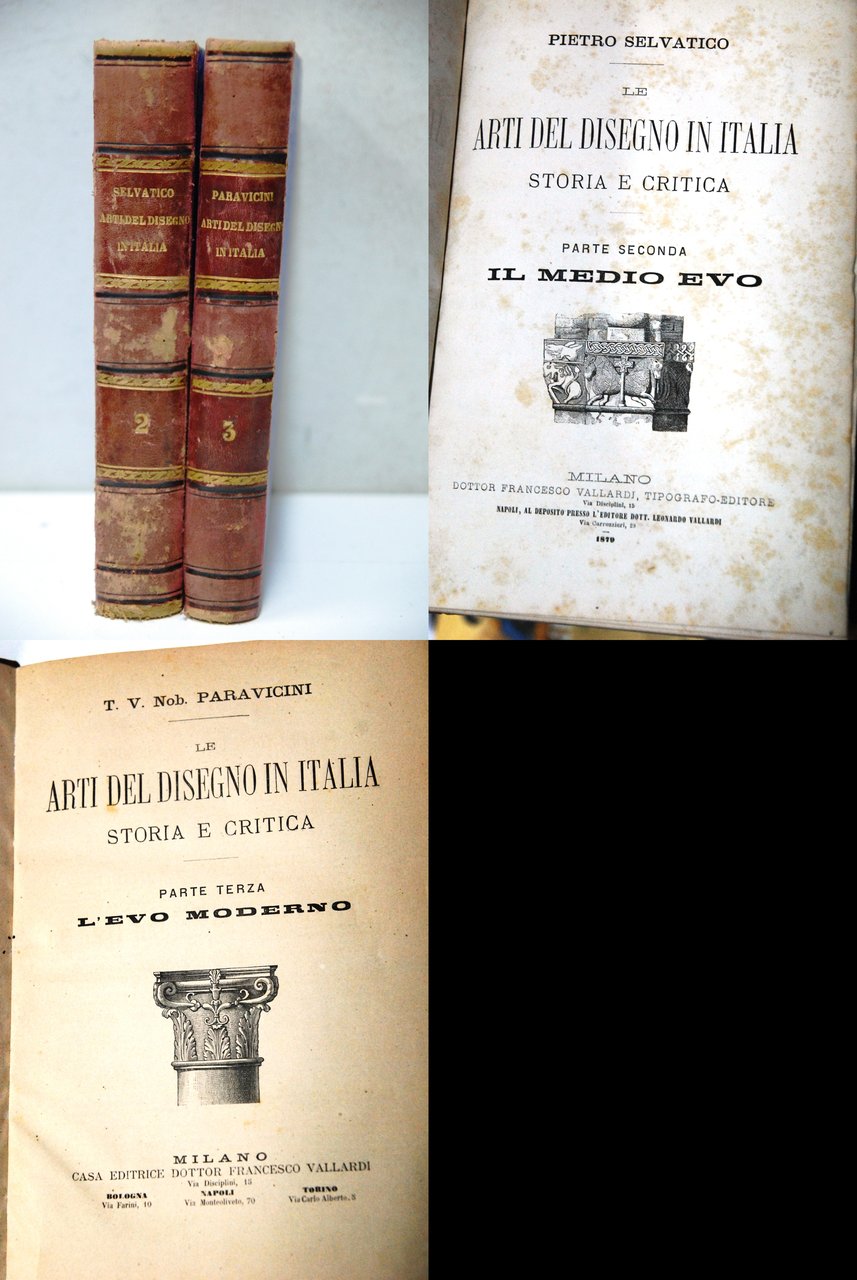 SELVATICO
ARTI DEL DISEGNO
IN ITALIA
2
PARAVICINI
ARTI DEL DISEGN
IN ITALIA
3
PIETRO SELVATICO
LE
ARTI DEL DISEGNO IN ITALIA
STORIA E CRITICA
PARTE SECONDA
IL MEDIO EVO
MILANO
DOTTOR FRANCESCO VALLARDI, TIPOGRAFO-EDITORE
Via Disciplini, 15
NAPOLI, AL DEPOSITO PRESSO L'EDITORE DOTT. LEONARDO VALLARDI
Via Carrozzieri, 19
1879
T. V. Nob. PARAVICINI
LE
ARTI DEL DISEGNO IN ITALIA
STORIA E CRITICA
PARTE TERZA
L'EVO MODERNO
MILANO
CASA EDITRICE DOTTOR FRANCESCO VALLARDI
Via Disciplini, 15
BOLOGNA NAPOLI TORINO
Via Farini, 10 Via Monteoliveto, 70 Via Carlo Alberto, 8